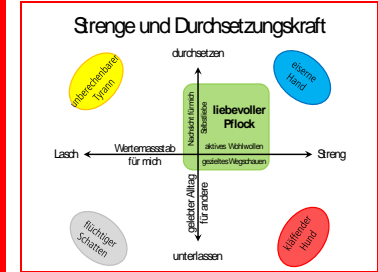 Strenge und Durchsetzungskraft
durchsetzen
unberechenbarer
Tyrann
eiserne
Hand
Nachsicht für mich
Selbstliebe
liebevoller
Pflock
Wertemassstab
für mich
aktives Wohlwollen
gezieltes Wegschauen
Lasch
Streng
gelebter Alltag
für andere
flüchtiger
Schatten
kläffender
Hund
unterlassen